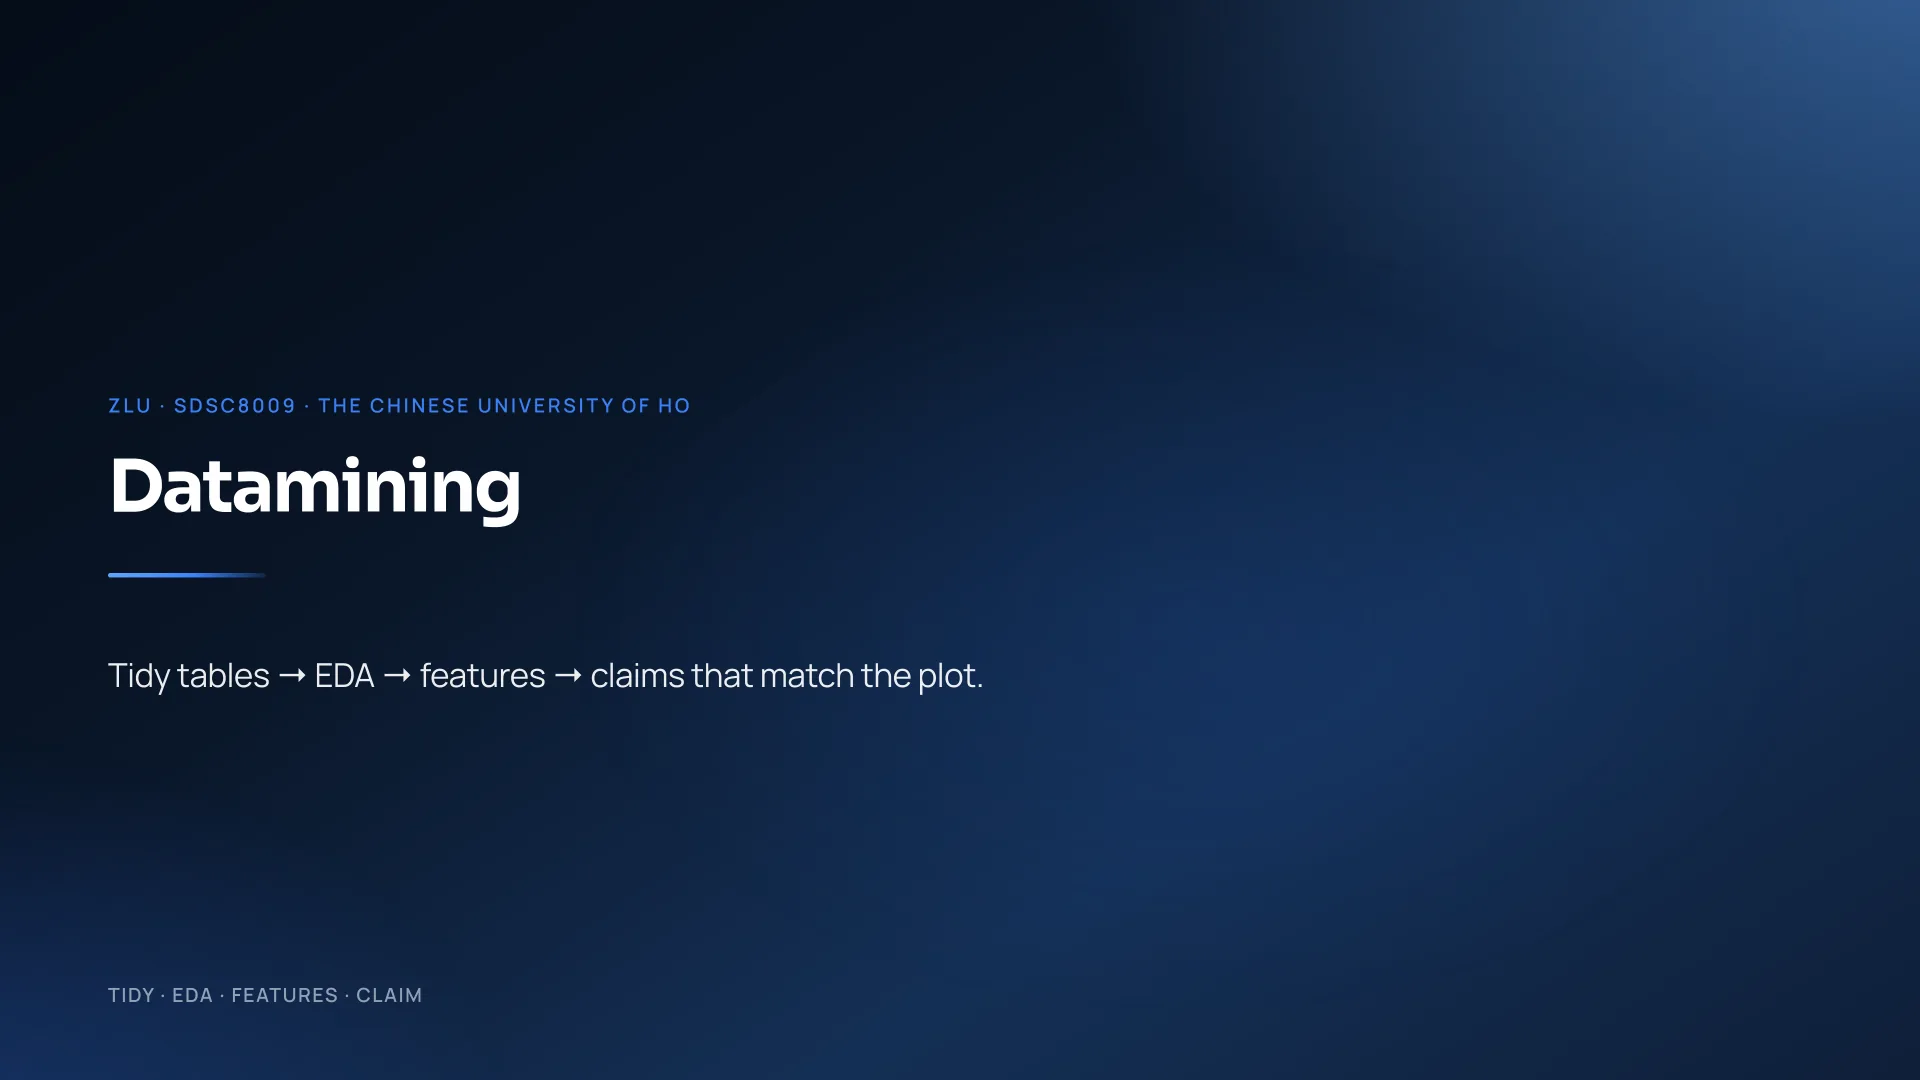 ZLU · SDSC8009 · THE CHINESE UNIVERSITY OF HO
Datamining
Tidy tables → EDA → features → claims that match the plot.
TIDY · EDA · FEATURES · CLAIM